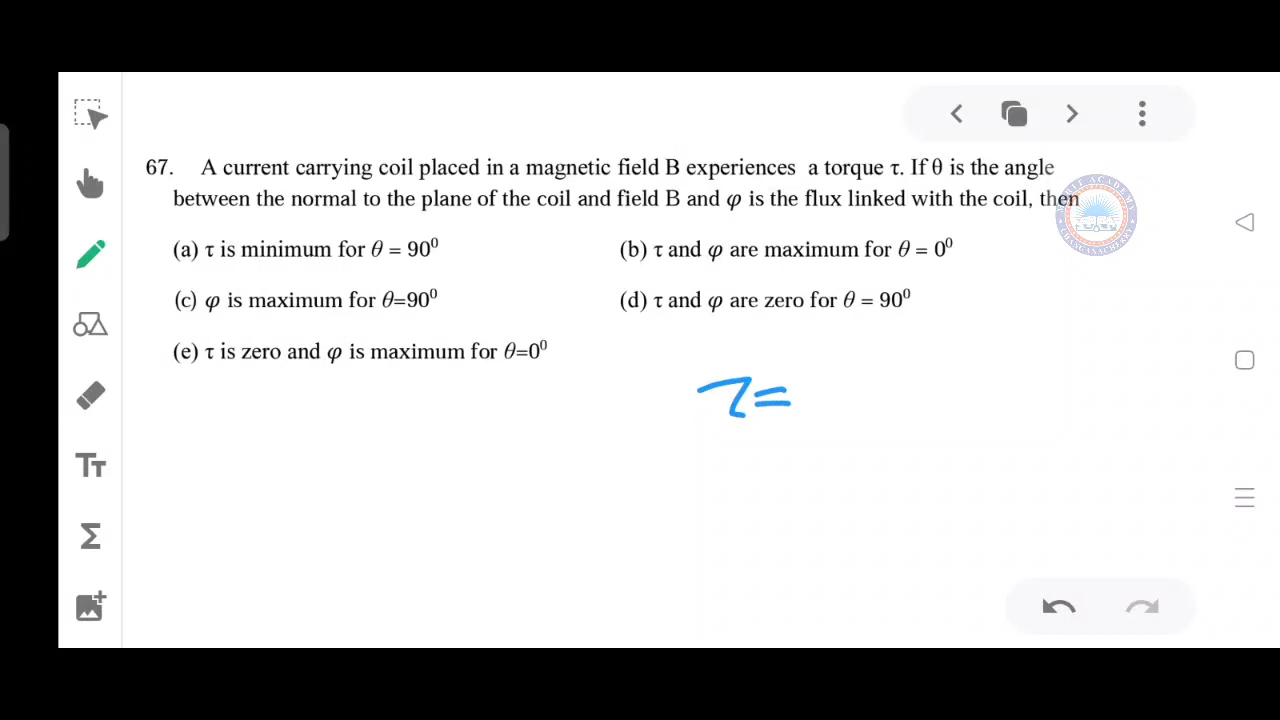 67. A current carrying coil placed in a magnetic field B experiences a torque τ. If θ is the angle
between the normal to the plane of the coil and field B and φ is the flux linked with the coil, then
(a) τ is minimum for θ = 90⁰ (b) τ and φ are maximum for θ = 0⁰
(c) φ is maximum for θ=90⁰ (d) τ and φ are zero for θ = 90⁰
(e) τ is zero and φ is maximum for θ=0⁰
τ=
Tт
Σ